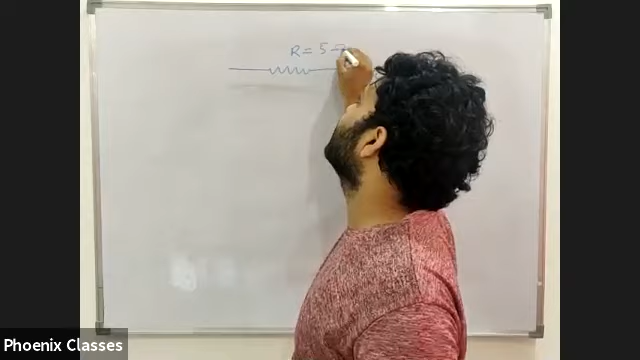 R = 5
Phoenix Classes